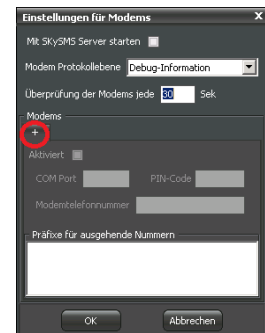 Einstellungen für Modems X
Mit SkySMS Server starten
Modem Protokollebene Debug-Information
Überprüfung der Modems jede 30 Sek
Modems
+
Aktiviert
COM Port PIN-Code
Modemtelefonnummer
Präfixe für ausgehende Nummern
OK Abbrechen